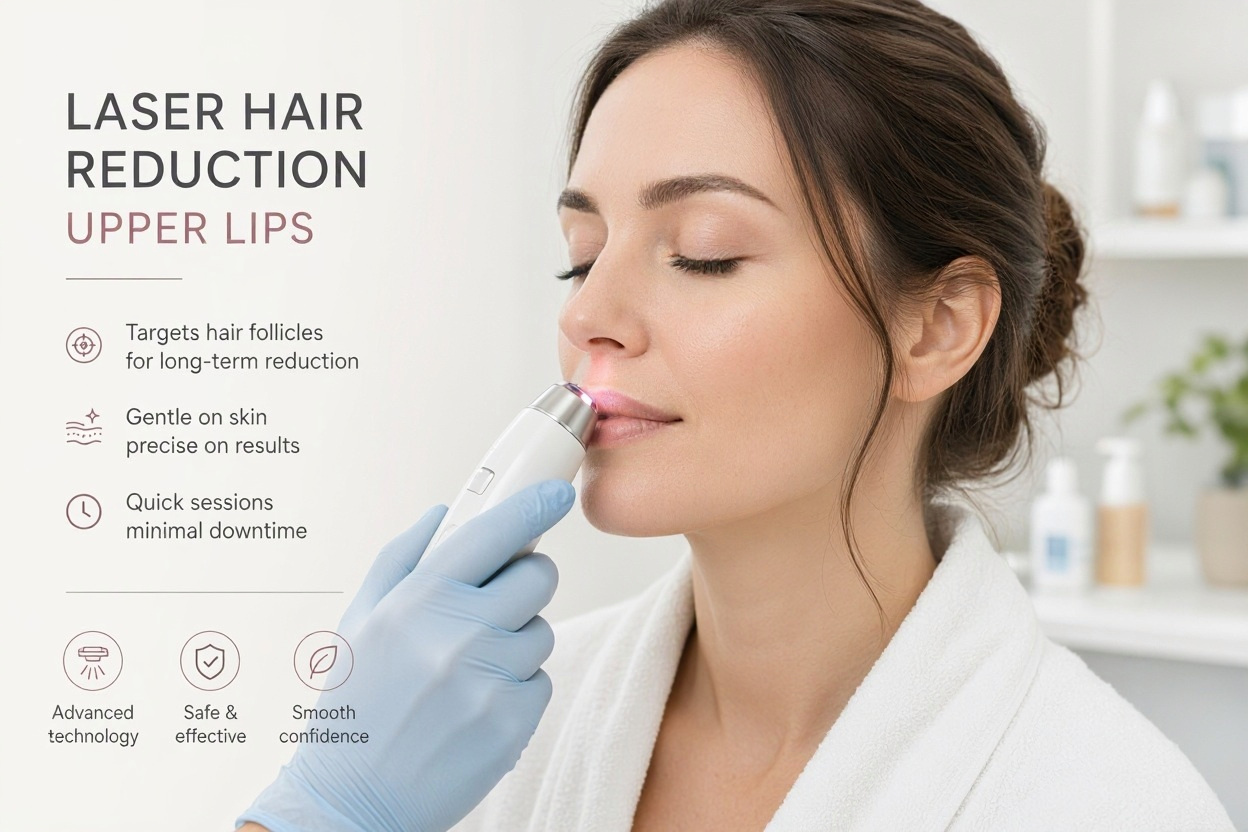 LASER HAIR
REDUCTION
UPPER LIPS
Targets hair follicles
for long-term reduction
Gentle on skin
precise on results
Quick sessions
minimal downtime
Advanced
technology
Safe &
effective
Smooth
confidence